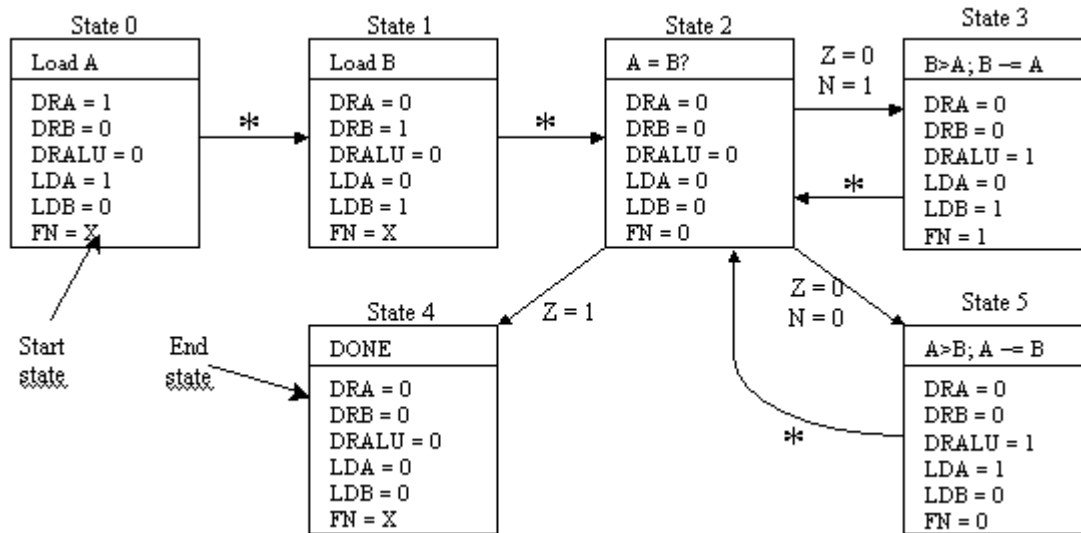 State 0
Load A
DRA = 1
DRB = 0
DRALU = 0
LDA = 1
LDB = 0
FN = X
*
State 1
Load B
DRA = 0
DRB = 1
DRALU = 0
LDA = 0
LDB = 1
FN = X
*
State 2
A = B?
DRA = 0
DRB = 0
DRALU = 0
LDA = 0
LDB = 0
FN = 0
Z = 0
N = 1
*
State 3
B>A; B -= A
DRA = 0
DRB = 0
DRALU = 1
LDA = 0
LDB = 1
FN = 1
Start
state
End
state
State 4
DONE
DRA = 0
DRB = 0
DRALU = 0
LDA = 0
LDB = 0
FN = X
Z = 1
Z = 0
N = 0
*
State 5
A>B; A -= B
DRA = 0
DRB = 0
DRALU = 1
LDA = 1
LDB = 0
FN = 0